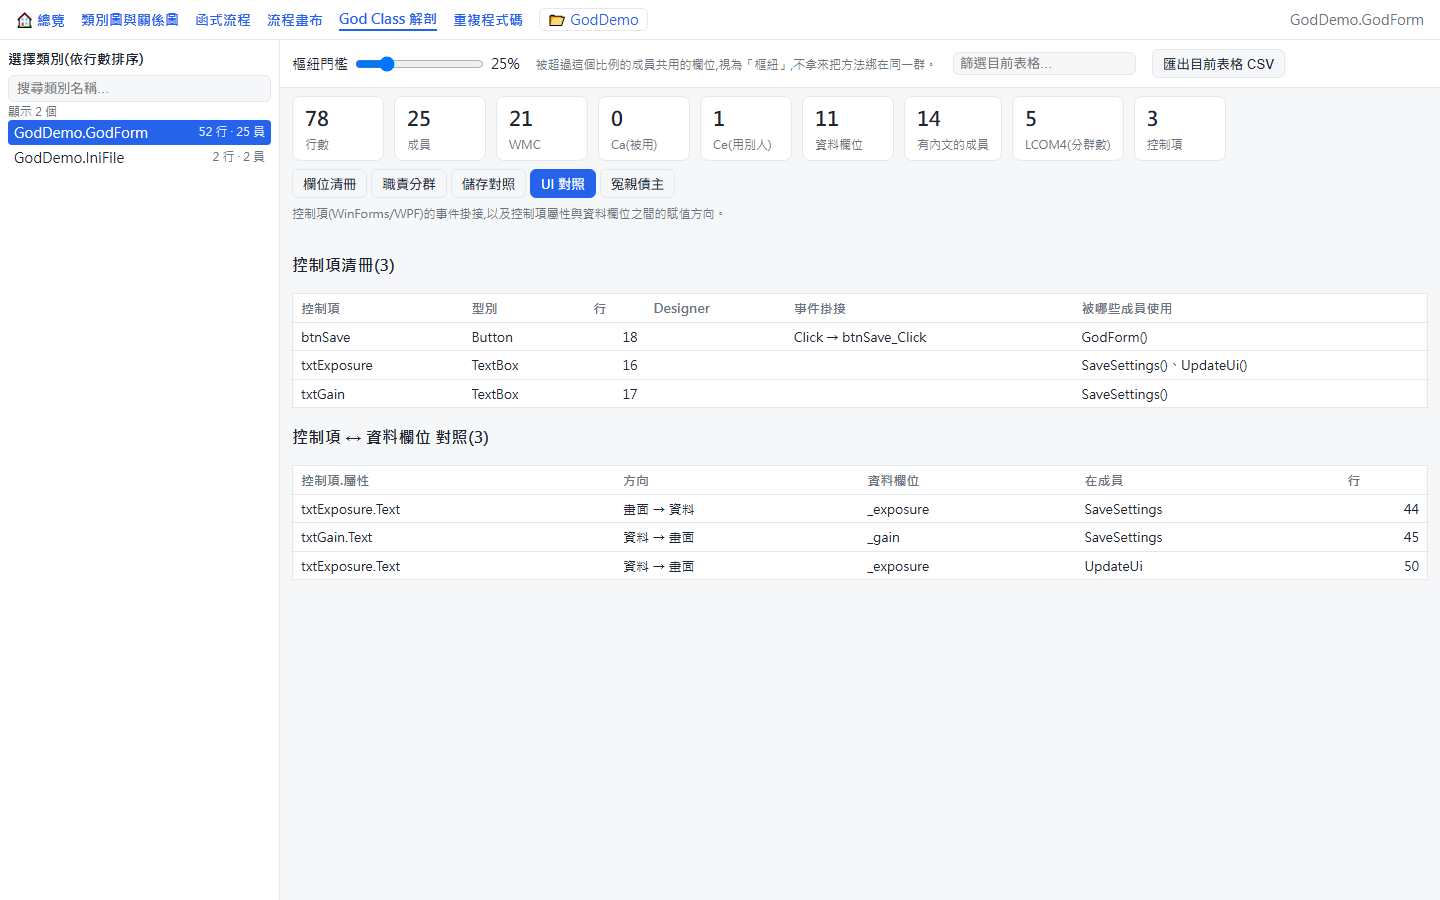 總覽 類別圖與關係圖 函式流程 流程畫布 God Class 解剖 重複程式碼 GodDemo GodDemo.GodForm
選擇類別(依行數排序)
搜尋類別名稱...
顯示 2 個
GodDemo.GodForm 52 行 · 25 員
GodDemo.IniFile 2 行 · 2 員
樞紐門檻 25% 被超過這個比例的成員共用的欄位,視為「樞紐」,不拿來把方法綁在同一群。 篩選目前表格... 匯出目前表格 CSV
78 25 21 0 1 11 14 5 3
行數 成員 WMC Ca(被用) Ce(用別人) 資料欄位 有內文的成員 LCOM4(分群數) 控制項
欄位清冊 職責分群 儲存對照 UI 對照 冤親債主
控制項(WinForms/WPF)的事件掛接,以及控制項屬性與資料欄位之間的賦值方向。
控制項清冊(3)
控制項 型別 行 Designer 事件掛接 被哪些成員使用
btnSave Button 18 Click → btnSave_Click GodForm()
txtExposure TextBox 16 SaveSettings()、UpdateUi()
txtGain TextBox 17 SaveSettings()
控制項 ↔ 資料欄位 對照(3)
控制項.屬性 方向 資料欄位 在成員 行
txtExposure.Text 畫面 → 資料 _exposure SaveSettings 44
txtGain.Text 資料 → 畫面 _gain SaveSettings 45
txtExposure.Text 資料 → 畫面 _exposure UpdateUi 50